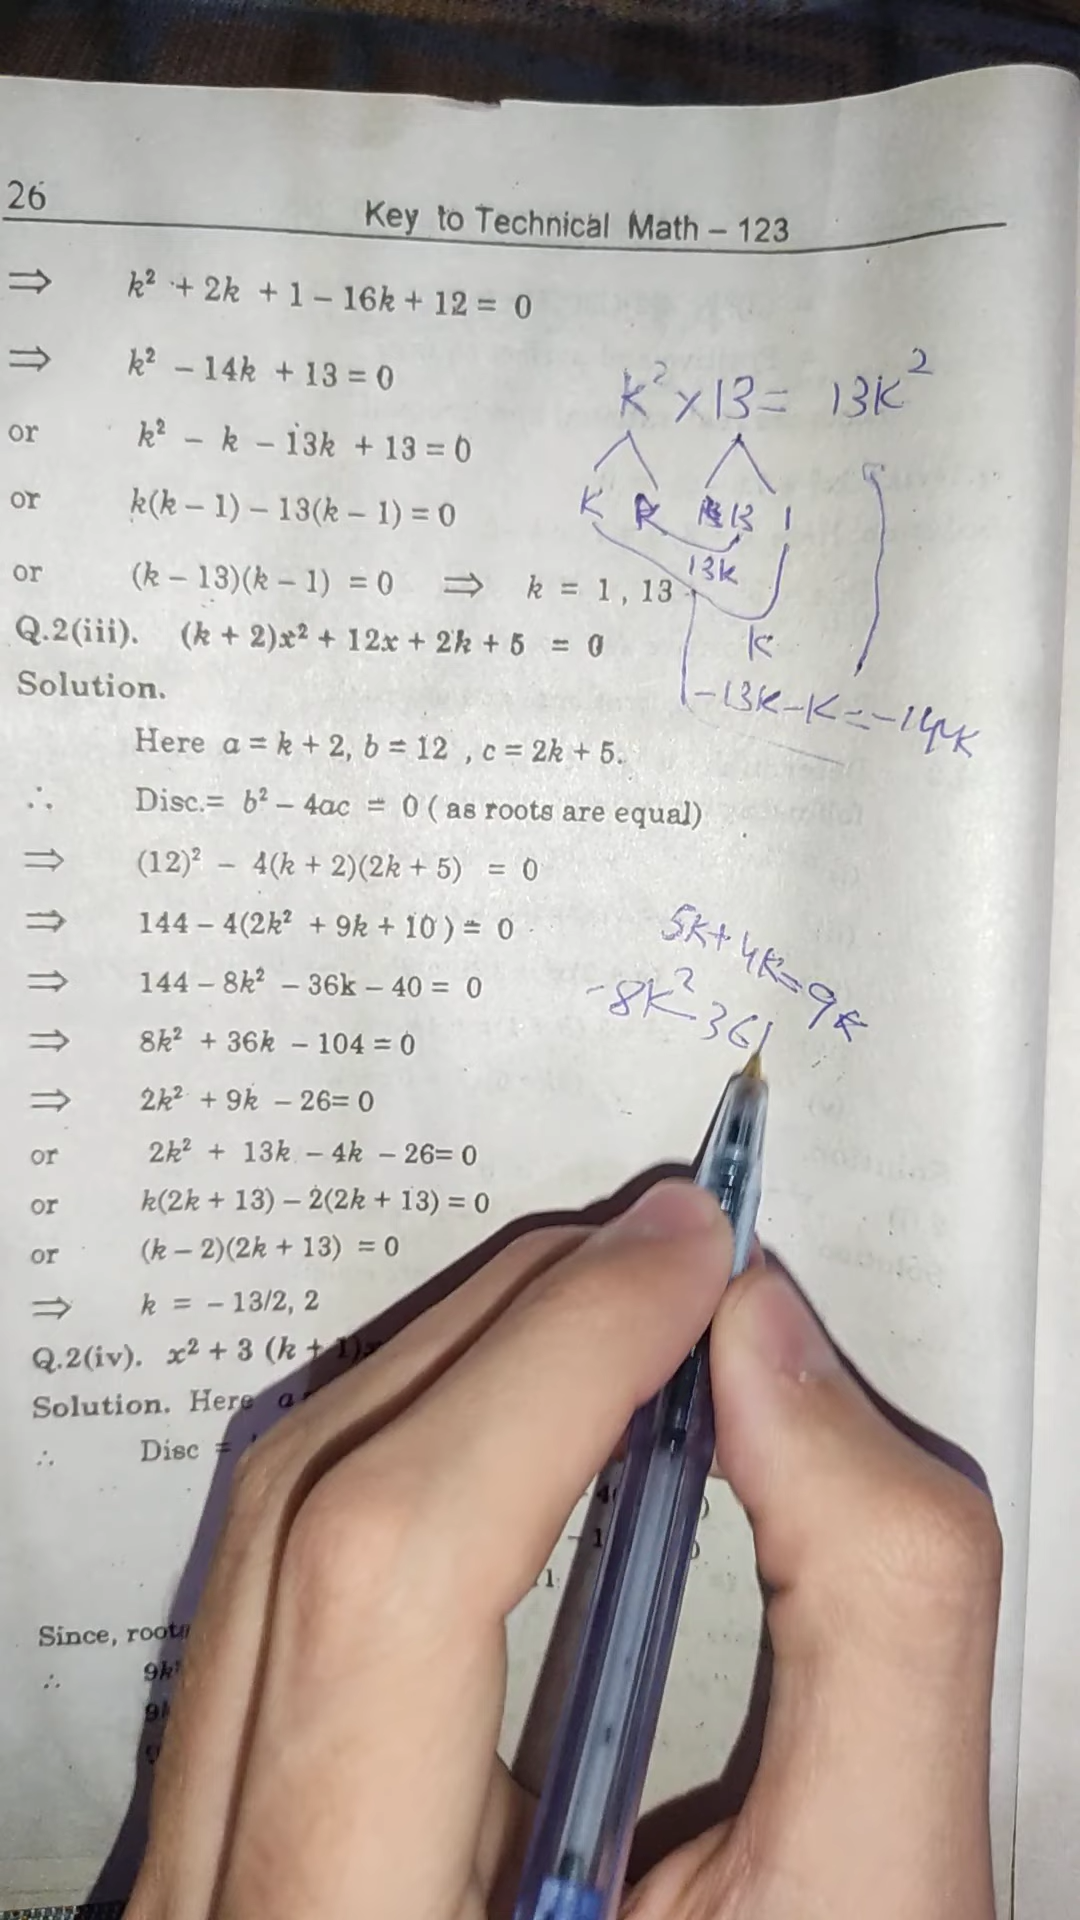 26
Key to Technical Math – 123
⇒ k² + 2k + 1 – 16k + 12 = 0
⇒ k² – 14k + 13 = 0
or k² – k – 13k + 13 = 0
or k(k – 1) – 13(k – 1) = 0
or (k – 13)(k – 1) = 0 ⇒ k = 1, 13
k² × 13 = 13k²
K K 13 1
13k
K
-13K-K=-14K
Q.2(iii). (k + 2)x² + 12x + 2k + 5 = 0
Solution.
Here a = k + 2, b = 12 , c = 2k + 5.
∴ Disc.= b² – 4ac = 0 ( as roots are equal)
⇒ (12)² – 4(k + 2)(2k + 5) = 0
⇒ 144 – 4(2k² + 9k + 10 ) = 0
⇒ 144 – 8k² – 36k – 40 = 0
⇒ 8k² + 36k – 104 = 0
⇒ 2k² + 9k – 26= 0
or 2k² + 13k – 4k – 26= 0
or k(2k + 13) – 2(2k + 13) = 0
or (k – 2)(2k + 13) = 0
⇒ k = – 13/2, 2
5K+4K=9K
-8K²-36
Q.2(iv). x² + 3 (k + 1)
Solution. Here a
∴ Disc =
Since,
∴ 9k²